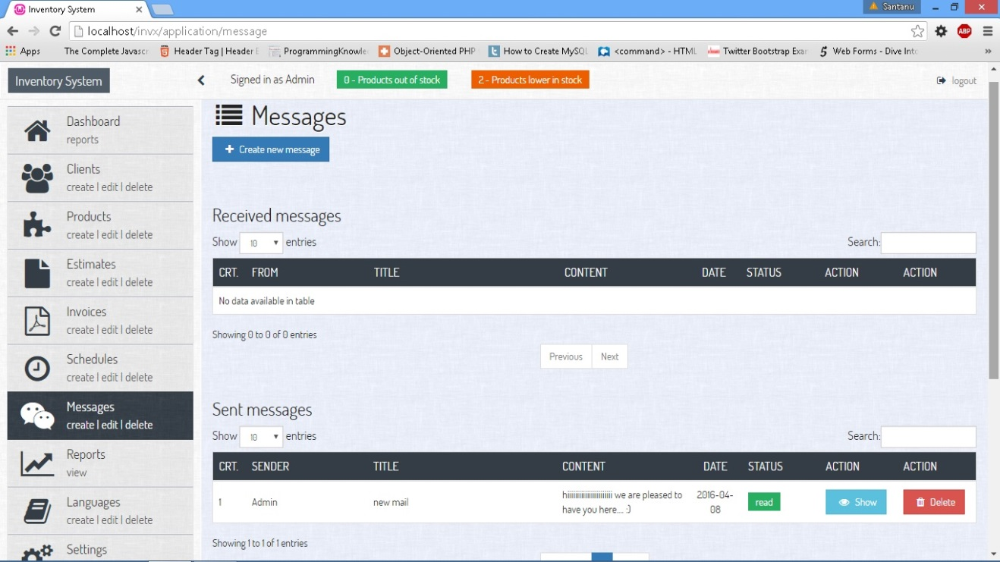 Inventory System
Santanu
localhost/invx/application/message
ABP
Apps The Complete Javascr Header Tag | Header E ProgrammingKnowle Object-Oriented PHP How to Create MySQL <command> - HTML Twitter Bootstrap Exar Web Forms - Dive Into »
Inventory System Signed in as Admin 0 - Products out of stock 2 - Products lower in stock logout
Dashboard
reports
Clients
create | edit | delete
Products
create | edit | delete
Estimates
create | edit | delete
Invoices
create | edit | delete
Schedules
create | edit | delete
Messages
create | edit | delete
Reports
view
Languages
create | edit | delete
Settings
Messages
Create new message
Received messages
Show 10 entries Search:
CRT. FROM TITLE CONTENT DATE STATUS ACTION ACTION
No data available in table
Showing 0 to 0 of 0 entries
Previous Next
Sent messages
Show 10 entries Search:
CRT. SENDER TITLE CONTENT DATE STATUS ACTION ACTION
1 Admin new mail hiiiiiiiiiiiiiiiiiiiiii we are pleased to have you here.... :) 2016-04-08 read Show Delete
Showing 1 to 1 of 1 entries